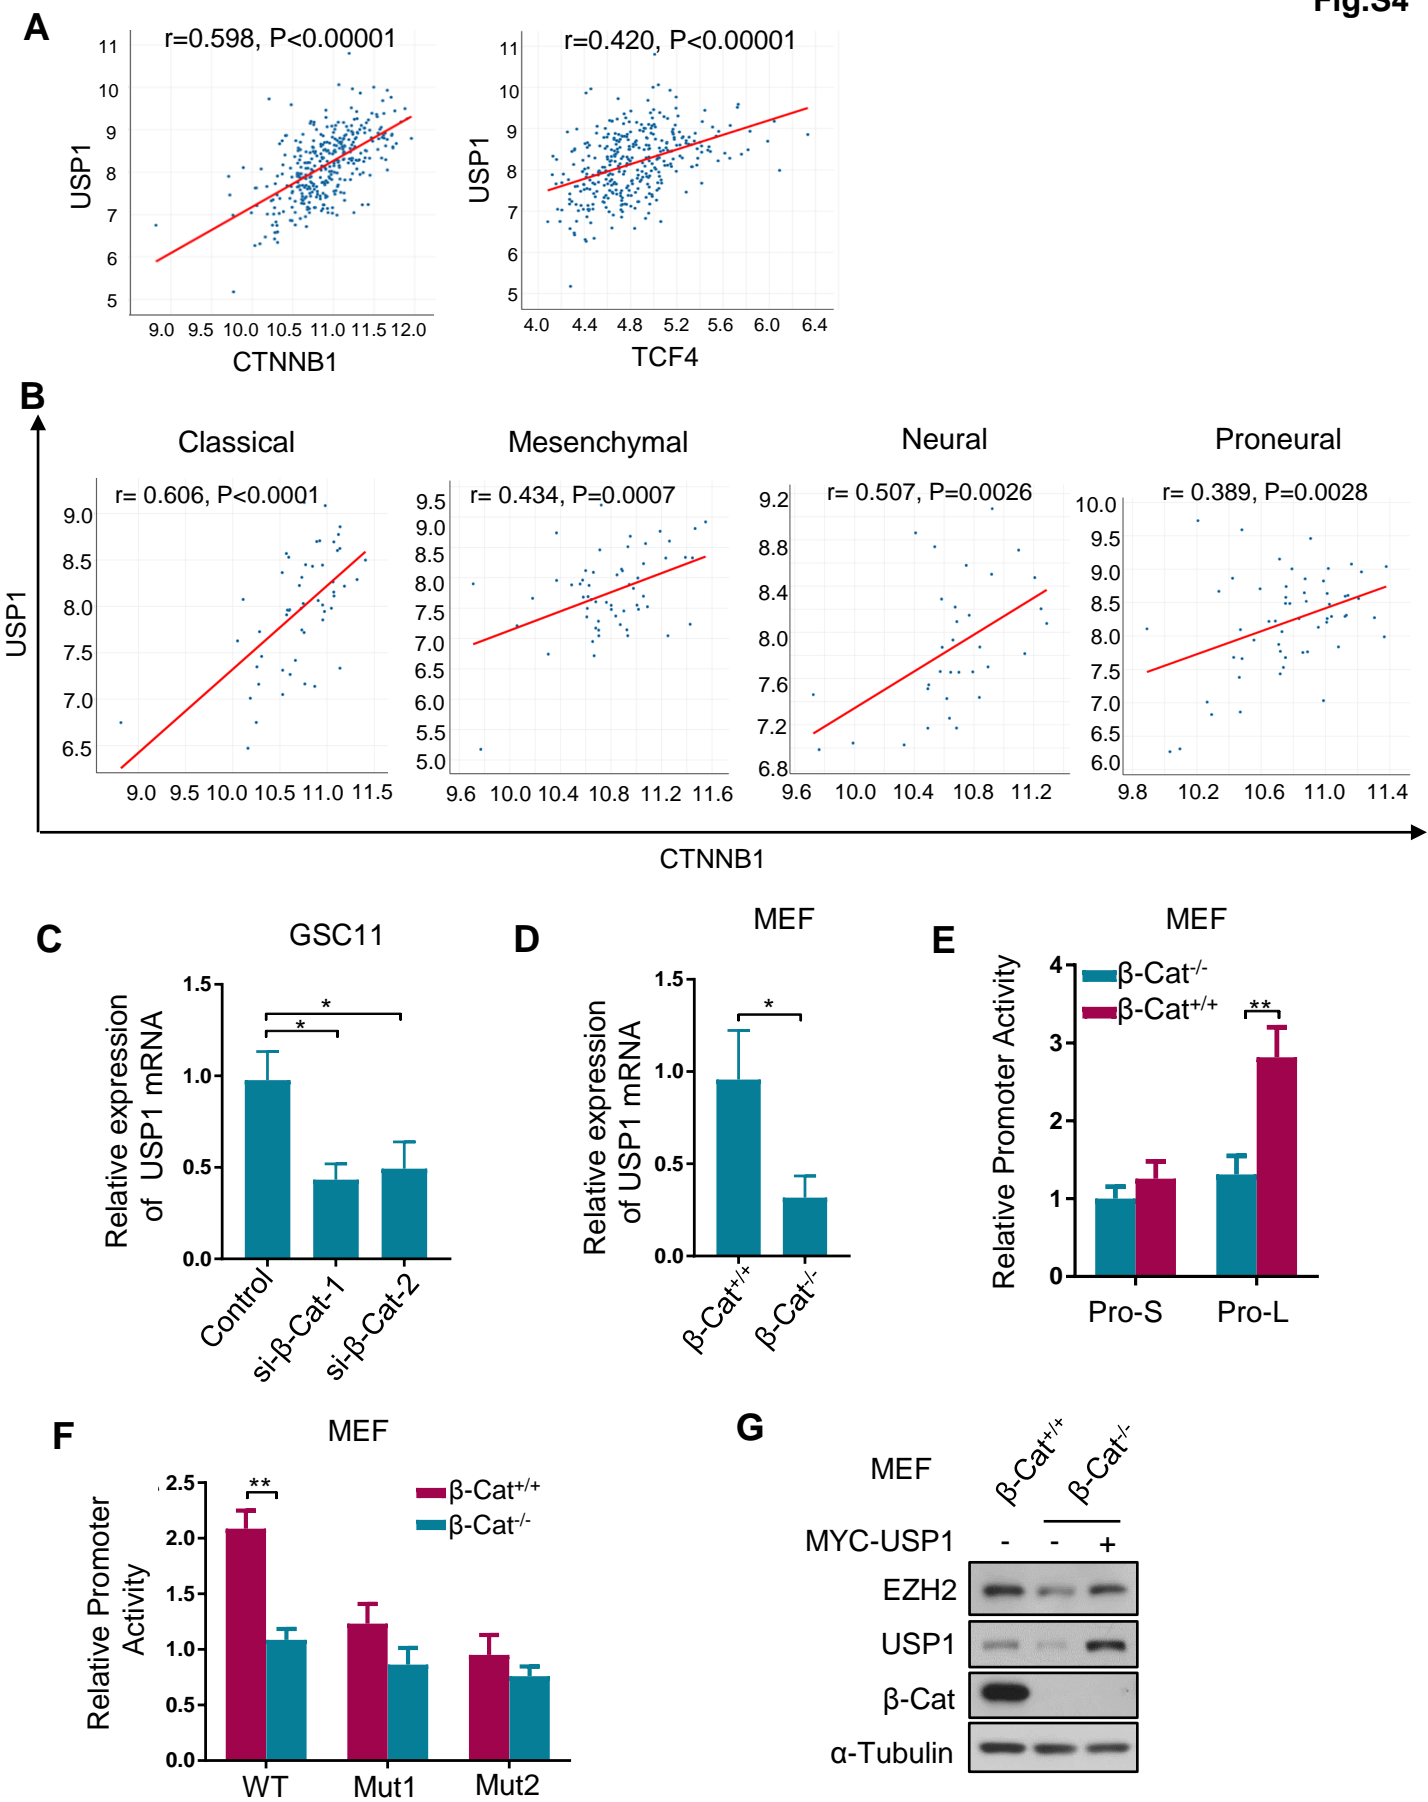 Fig.S4
A
r=0.598, P<0.00001
11
10
9
8
7
6
5
USP1
9.0 9.5 10.0 10.5 11.0 11.5 12.0
CTNNB1
r=0.420, P<0.00001
11
10
9
8
7
6
5
USP1
4.0 4.4 4.8 5.2 5.6 6.0 6.4
TCF4
B
USP1
Classical
r= 0.606, P<0.0001
9.0
8.5
8.0
7.5
7.0
6.5
9.0 9.5 10.0 10.5 11.0 11.5
Mesenchymal
r= 0.434, P=0.0007
9.5
9.0
8.5
8.0
7.5
7.0
6.5
6.0
5.5
5.0
9.6 10.0 10.4 10.8 11.2 11.6
Neural
r= 0.507, P=0.0026
9.2
8.8
8.4
8.0
7.6
7.2
6.8
9.6 10.0 10.4 10.8 11.2
Proneural
r= 0.389, P=0.0028
10.0
9.5
9.0
8.5
8.0
7.5
7.0
6.5
6.0
9.8 10.2 10.6 11.0 11.4
CTNNB1
C
GSC11
Relative expression
of USP1 mRNA
1.5
1.0
0.5
0.0
*
*
Control
si-β-Cat-1
si-β-Cat-2
D
MEF
Relative expression
of USP1 mRNA
1.5
1.0
0.5
0.0
*
β-Cat+/+
β-Cat-/-
E
MEF
Relative Promoter Activity
4
3
2
1
0
β-Cat-/-
β-Cat+/+
**
Pro-S
Pro-L
F
MEF
Relative Promoter
Activity
2.5
2.0
1.5
1.0
0.5
0.0
**
β-Cat+/+
β-Cat-/-
WT
Mut1
Mut2
G
MEF
β-Cat+/+
β-Cat-/-
MYC-USP1 - - +
EZH2
USP1
β-Cat
α-Tubulin